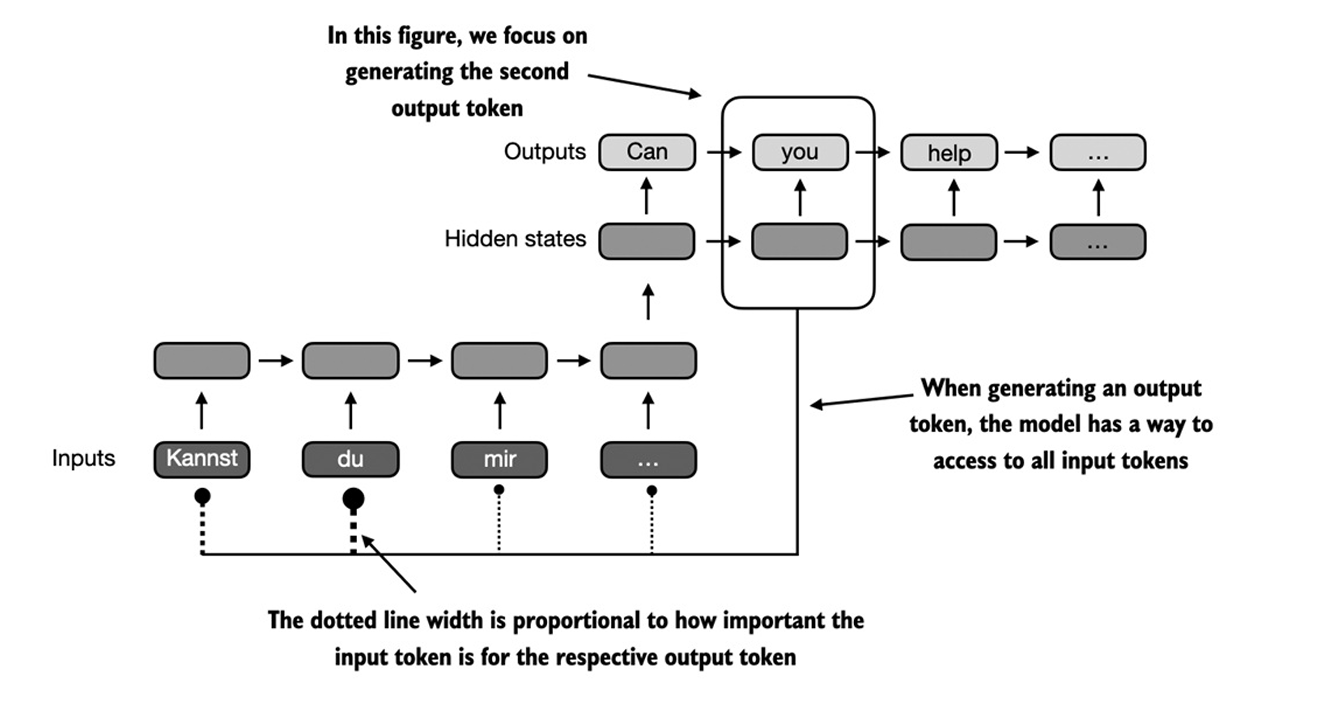 In this figure, we focus on
generating the second
output token
Outputs
Can
you
help
...
Hidden states
...
Inputs
Kannst
du
mir
...
When generating an output
token, the model has a way to
access to all input tokens
The dotted line width is proportional to how important the
input token is for the respective output token